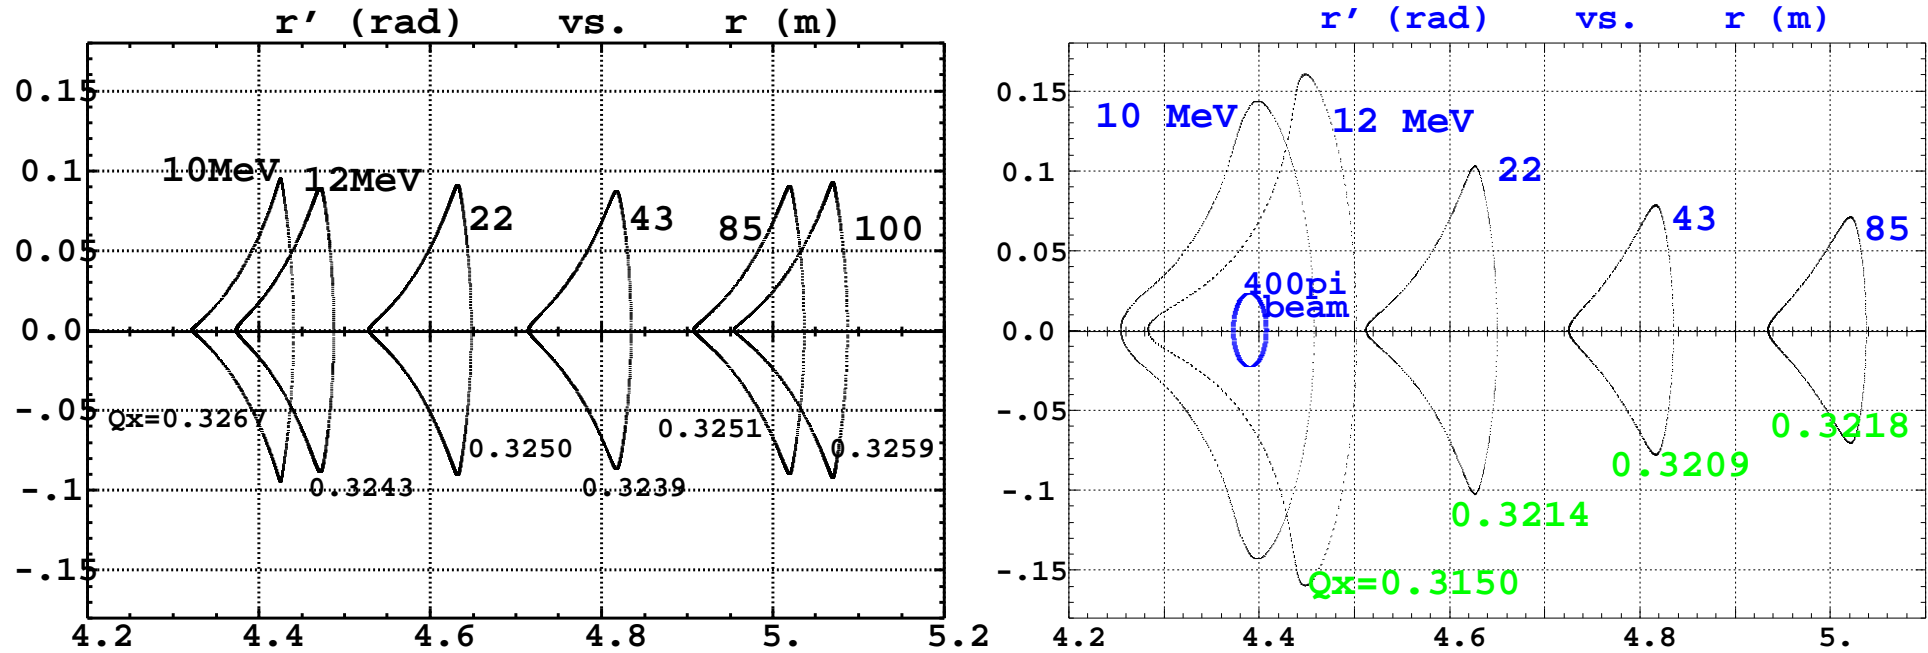 r′ (rad) vs. r (m)
0.15
0.1
0.05
0.0
-.05
-.1
-.15
10MeV
12MeV
22
43
85
100
Qx=0.3267
0.3243
0.3250
0.3239
0.3251
0.3259
4.2 4.4 4.6 4.8 5. 5.2
r′ (rad) vs. r (m)
0.15
0.1
0.05
0.0
-.05
-.1
-.15
10 MeV
12 MeV
22
43
85
400pi
beam
Qx=0.3150
0.3214
0.3209
0.3218
4.2 4.4 4.6 4.8 5.